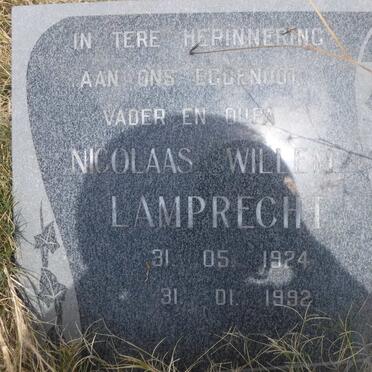 IN TERE HERINNERING
AAN ONS EGGENOOT
VADER EN OUPA
NICOLAAS WILLEM
LAMPRECHT
31. 05. 1924
31. 01. 1992